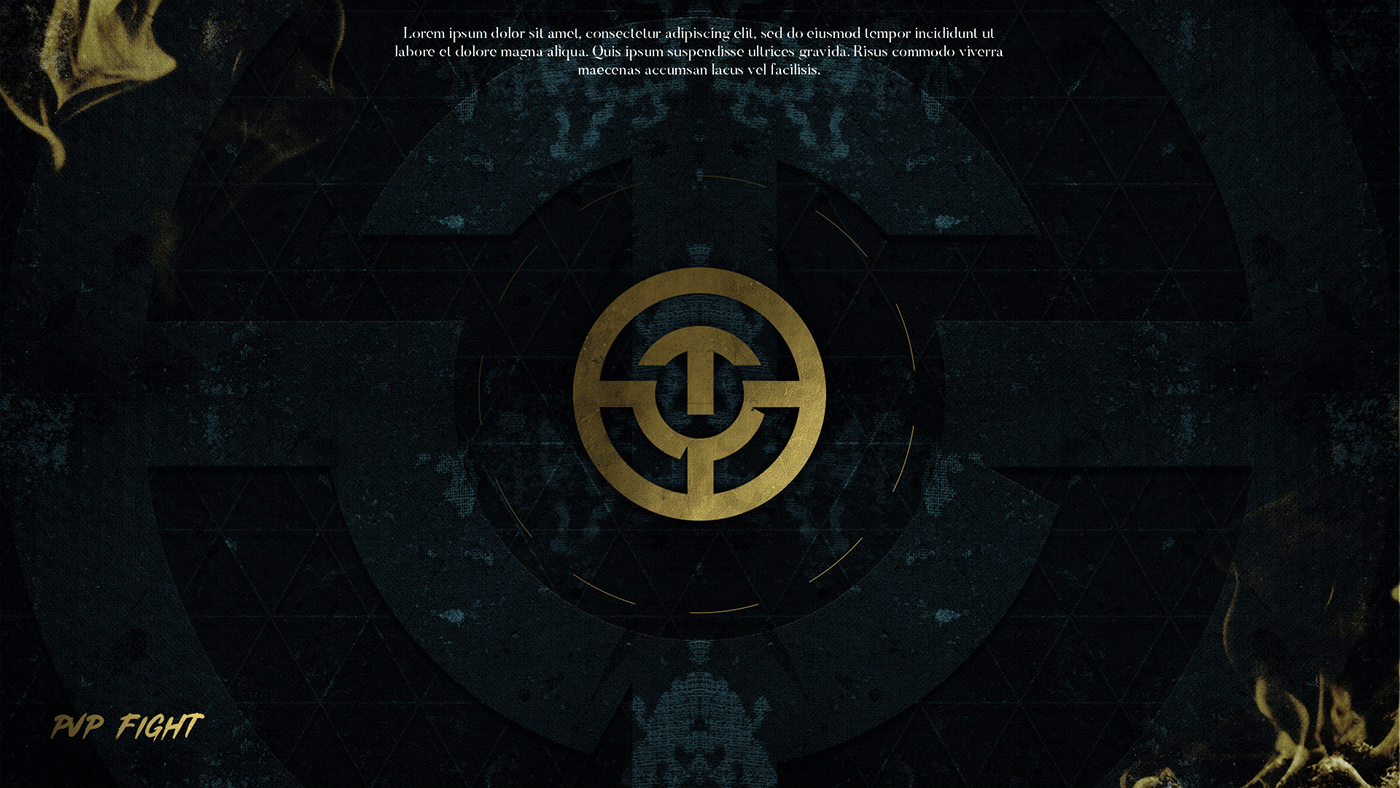 Lorem ipsum dolor sit amet, consectetur adipiscing elit, sed do eiusmod tempor incididunt ut
labore et dolore magna aliqua. Quis ipsum suspendisse ultrices gravida. Risus commodo viverra
maecenas accumsan lacus vel facilisis.
PVP FIGHT